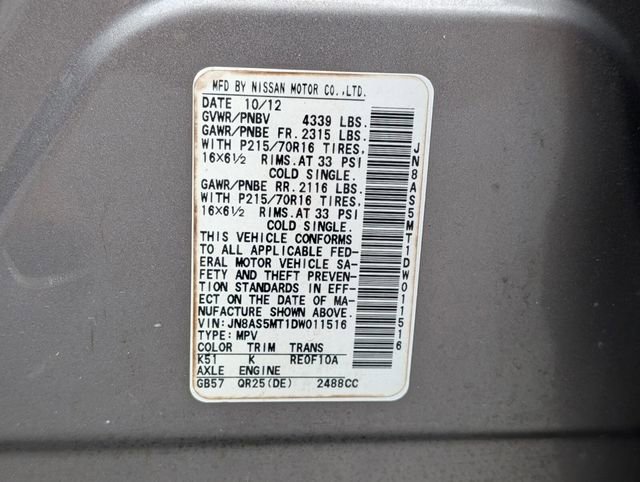 MFD BY NISSAN MOTOR CO.,LTD.
DATE 10/12
GVWR/PNBV 4339 LBS.
GAWR/PNBE FR. 2315 LBS.
WITH P215/70R16 TIRES,
16X6½ RIMS. AT 33 PSI
COLD SINGLE.
GAWR/PNBE RR. 2116 LBS.
WITH P215/70R16 TIRES,
16X6½ RIMS. AT 33 PSI
COLD SINGLE.
THIS VEHICLE CONFORMS
TO ALL APPLICABLE FED-
ERAL MOTOR VEHICLE SA-
FETY AND THEFT PREVEN-
TION STANDARDS IN EFF-
ECT ON THE DATE OF MA-
NUFACTURE SHOWN ABOVE.
VIN: JN8AS5MT1DW011516
TYPE: MPV
COLOR TRIM TRANS
K51 K RE0F10A
AXLE ENGINE
GB57 QR25(DE) 2488CC
JN8AS5MT1DW011516